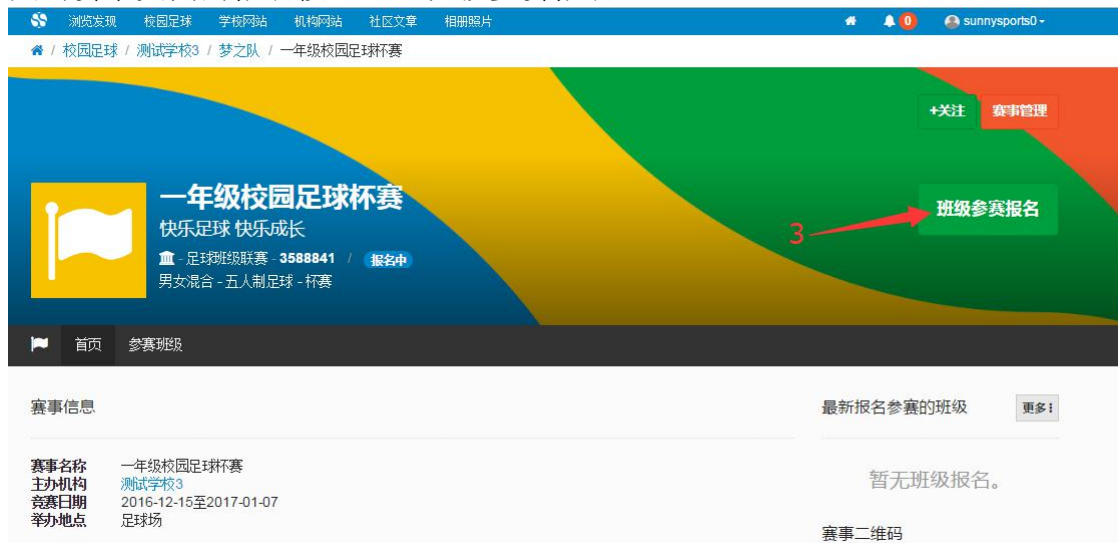 浏览发现 校园足球 学校网站 机构网站 社区文章 相册照片 0 sunnysports0
/ 校园足球 / 测试学校3 / 梦之队 / 一年级校园足球杯赛
+关注 赛事管理
一年级校园足球杯赛
快乐足球 快乐成长
- 足球班级联赛 - 3588841 / 报名中
男女混合 - 五人制足球 - 杯赛
班级参赛报名
3
首页 参赛班级
赛事信息
赛事名称 一年级校园足球杯赛
主办机构 测试学校3
竞赛日期 2016-12-15至2017-01-07
举办地点 足球场
最新报名参赛的班级 更多
暂无班级报名。
赛事二维码